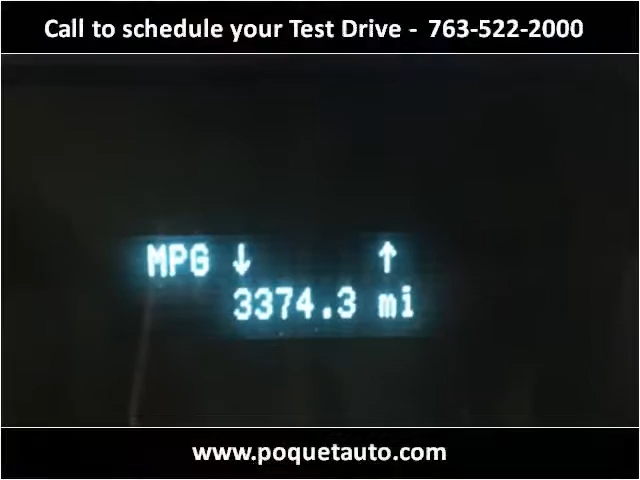 Call to schedule your Test Drive - 763-522-2000
MPG ↓ ↑
3374.3 mi
www.poquetauto.com